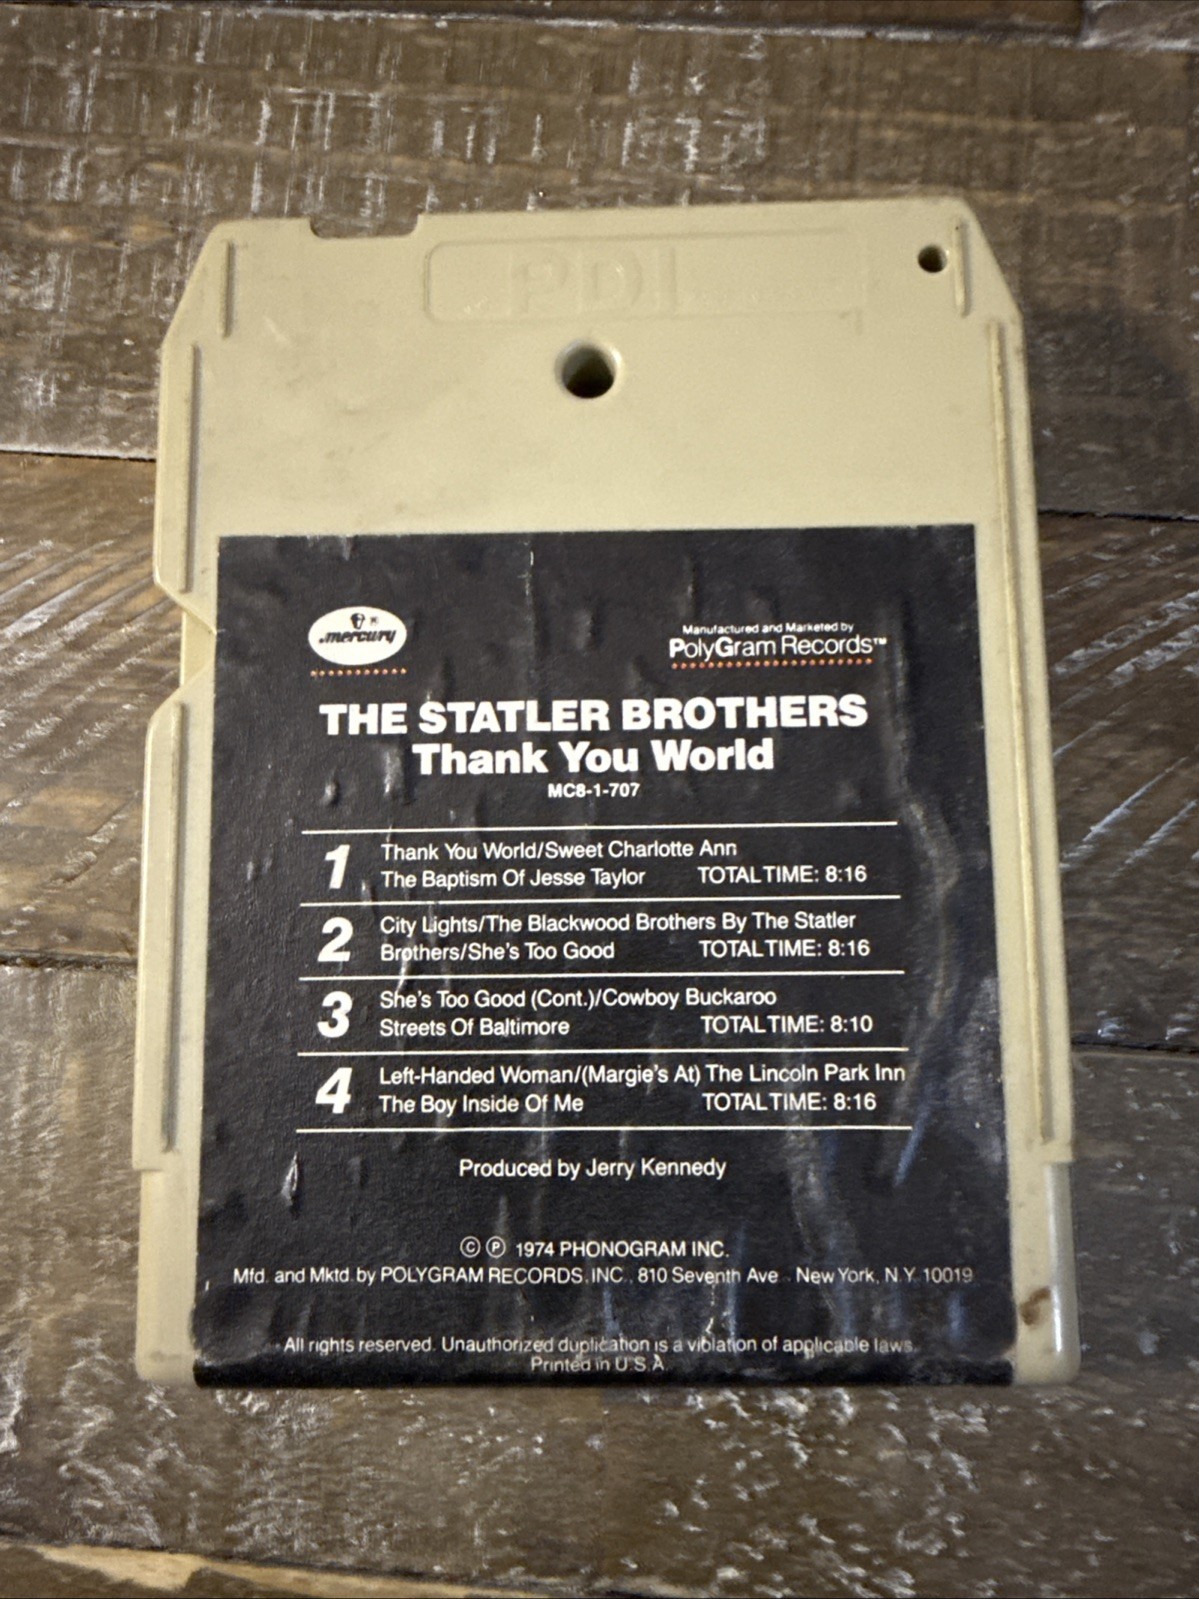 PDI
mercury ®
Manufactured and Marketed by
PolyGram Records™
THE STATLER BROTHERS
Thank You World
MC8-1-707
1
Thank You World/Sweet Charlotte Ann
The Baptism Of Jesse Taylor TOTAL TIME: 8:16
2
City Lights/The Blackwood Brothers By The Statler
Brothers/She's Too Good TOTAL TIME: 8:16
3
She's Too Good (Cont.)/Cowboy Buckaroo
Streets Of Baltimore TOTAL TIME: 8:10
4
Left-Handed Woman/(Margie's At) The Lincoln Park Inn
The Boy Inside Of Me TOTAL TIME: 8:16
Produced by Jerry Kennedy
© ℗ 1974 PHONOGRAM INC.
Mfd. and Mktd. by POLYGRAM RECORDS, INC., 810 Seventh Ave., New York, N.Y. 10019
All rights reserved. Unauthorized duplication is a violation of applicable laws.
Printed in U.S.A.